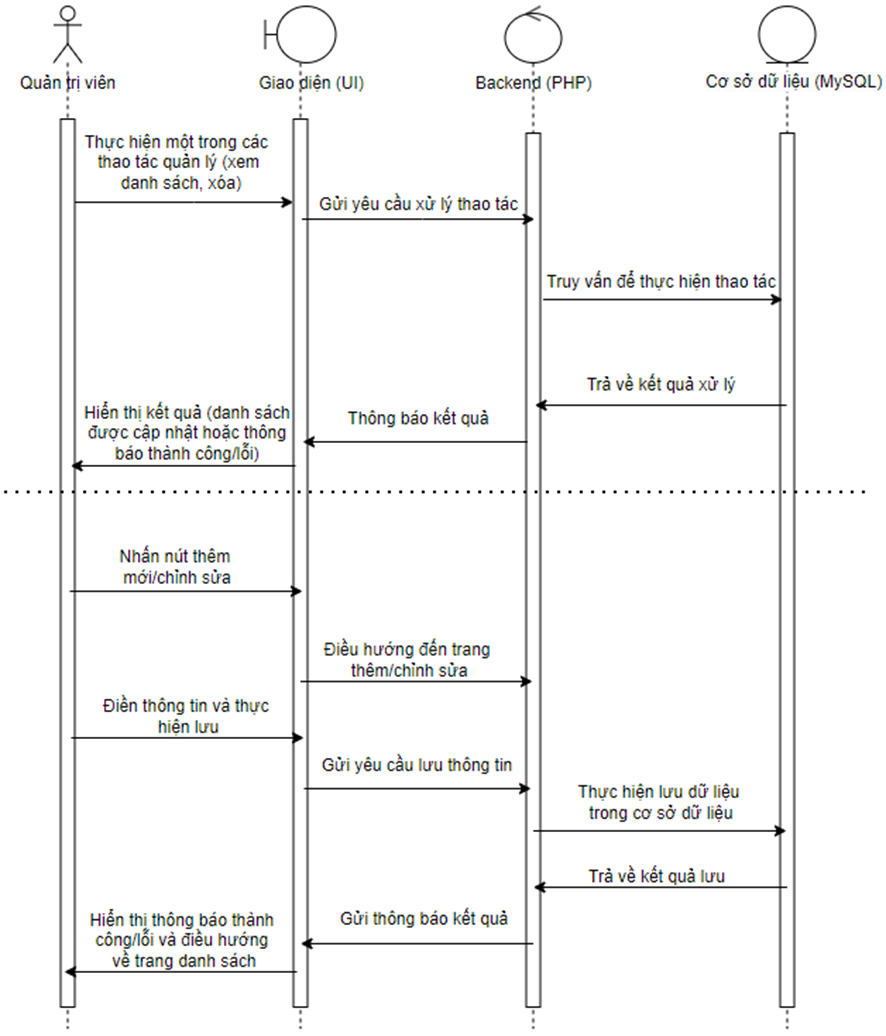 Quản trị viên
Giao diện (UI)
Backend (PHP)
Cơ sở dữ liệu (MySQL)
Thực hiện một trong các
thao tác quản lý (xem
danh sách, xóa)
Gửi yêu cầu xử lý thao tác
Truy vấn để thực hiện thao tác
Trả về kết quả xử lý
Thông báo kết quả
Hiển thị kết quả (danh sách
được cập nhật hoặc thông
báo thành công/lỗi)
Nhấn nút thêm
mới/chỉnh sửa
Điều hướng đến trang
thêm/chỉnh sửa
Điền thông tin và thực
hiện lưu
Gửi yêu cầu lưu thông tin
Thực hiện lưu dữ liệu
trong cơ sở dữ liệu
Trả về kết quả lưu
Gửi thông báo kết quả
Hiển thị thông báo thành
công/lỗi và điều hướng
về trang danh sách